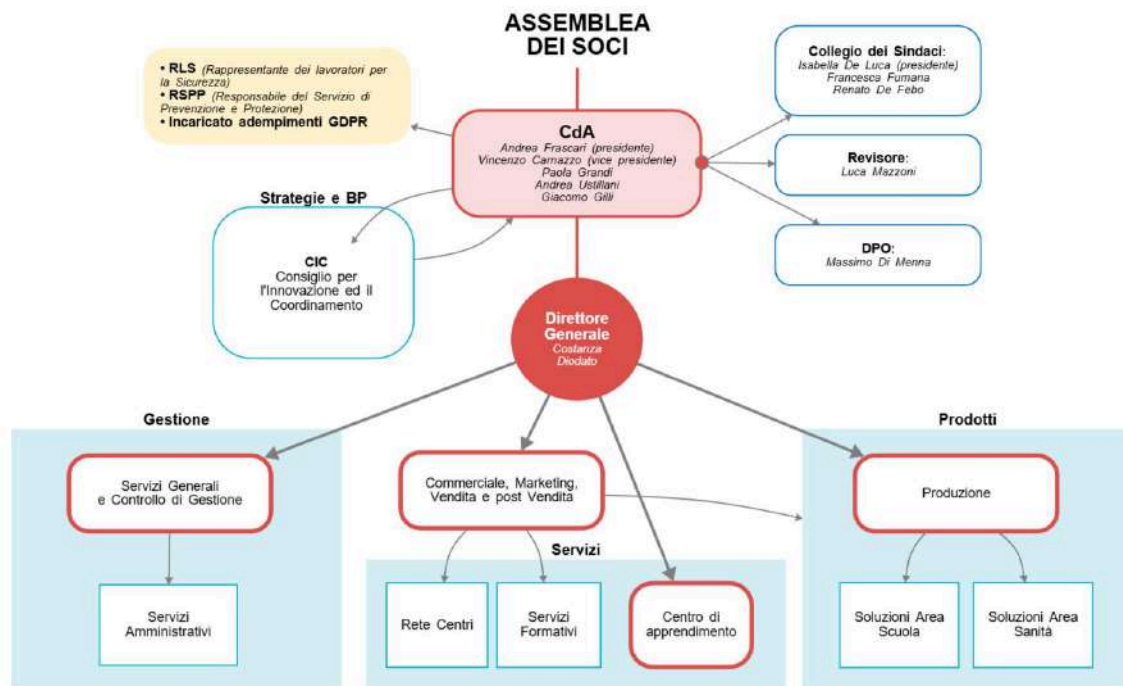 ASSEMBLEA
DEI SOCI
• RLS (Rappresentante dei lavoratori per
la Sicurezza)
• RSPP (Responsabile del Servizio di
Prevenzione e Protezione)
• Incaricato adempimenti GDPR
CdA
Andrea Frascari (presidente)
Vincenzo Carnazzo (vice presidente)
Paola Grandi
Andrea Ustillani
Giacomo Gilli
Collegio dei Sindaci:
Isabella De Luca (presidente)
Francesca Fumana
Renato De Febo
Revisore:
Luca Mazzoni
DPO:
Massimo Di Menna
Strategie e BP
CIC
Consiglio per
l'Innovazione ed il
Coordinamento
Direttore
Generale
Costanza
Diodato
Gestione
Servizi Generali
e Controllo di Gestione
Servizi
Amministrativi
Commerciale, Marketing,
Vendita e post Vendita
Servizi
Rete Centri
Servizi
Formativi
Centro di
apprendimento
Prodotti
Produzione
Soluzioni Area
Scuola
Soluzioni Area
Sanità